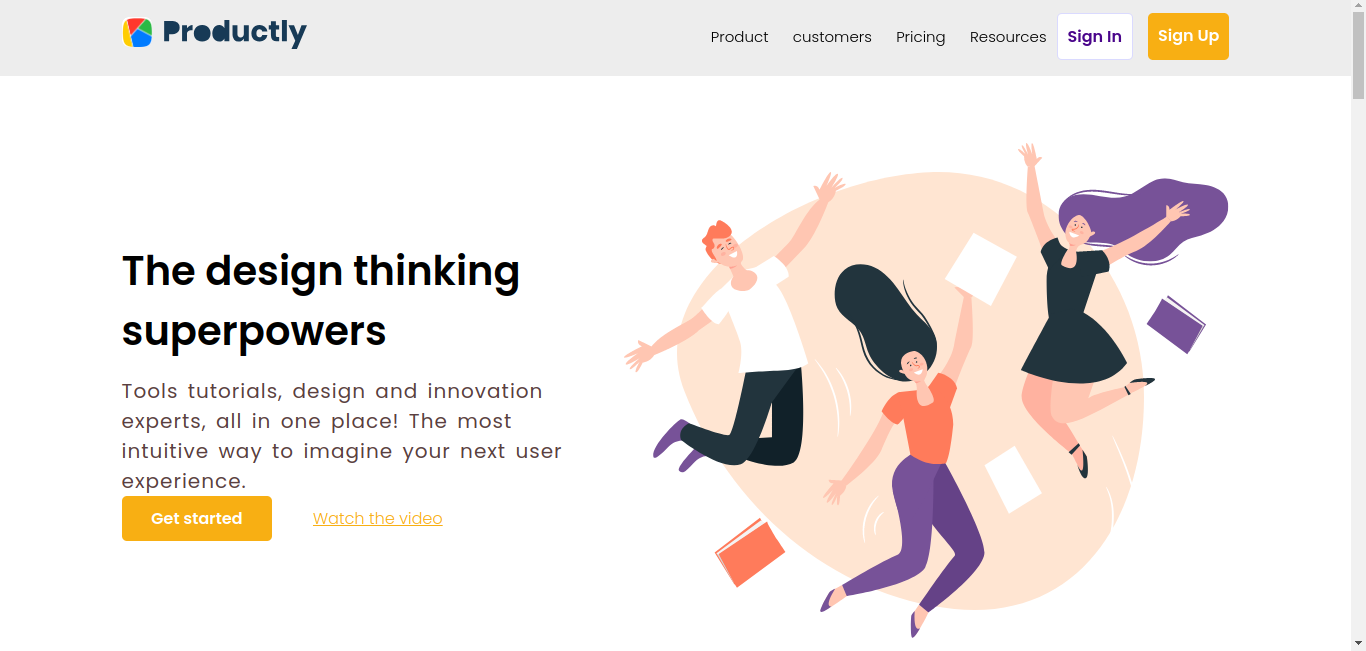 Productly
Product customers Pricing Resources Sign In Sign Up
The design thinking
superpowers
Tools tutorials, design and innovation
experts, all in one place! The most
intuitive way to imagine your next user
experience.
Get started Watch the video